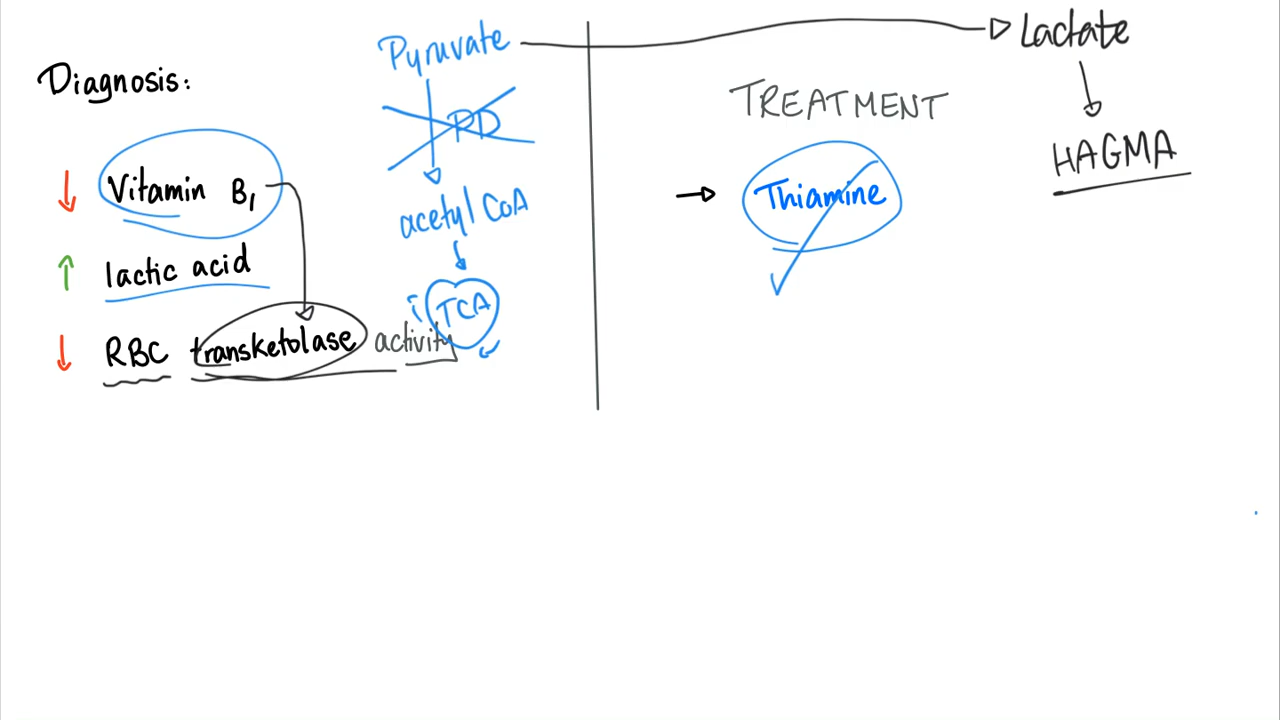 Diagnosis:
↓ Vitamin B1
↑ lactic acid
↓ RBC transketolase activity
Pyruvate
PD
acetyl CoA
TCA
TREATMENT
→ Thiamine
Lactate
HAGMA